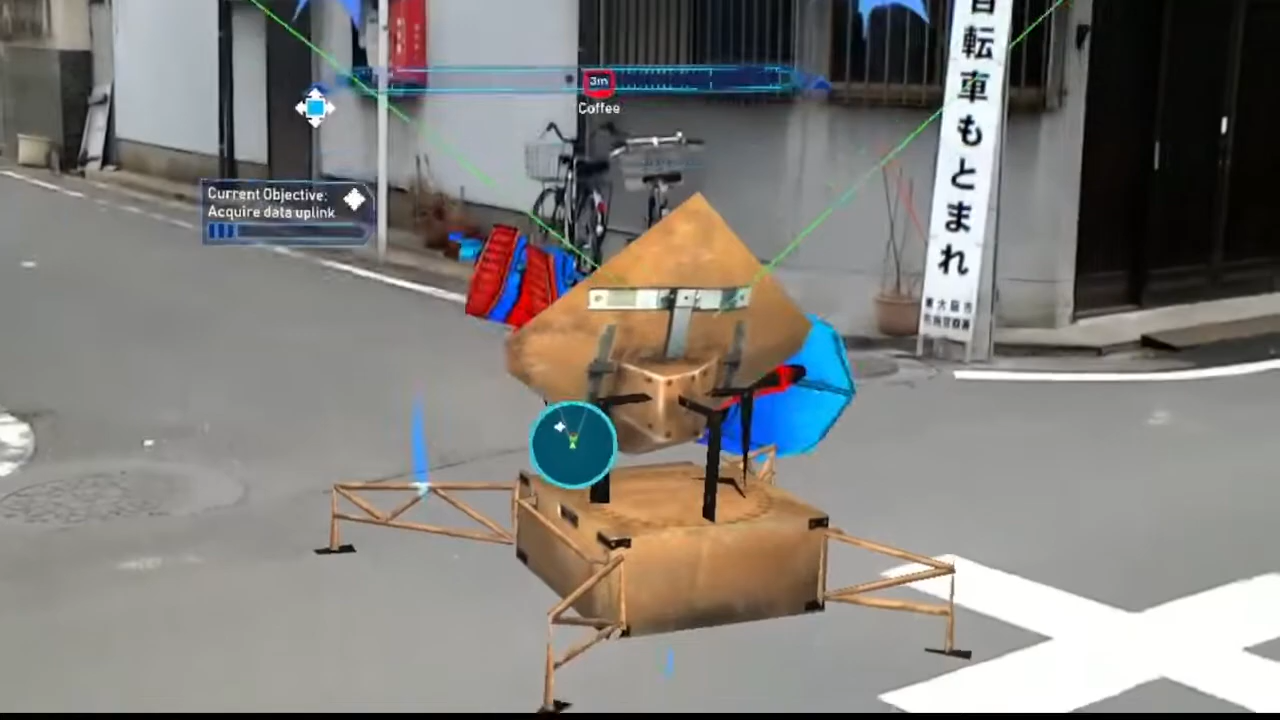 3m
Coffee
Current Objective:
Acquire data uplink
自転車もとまれ